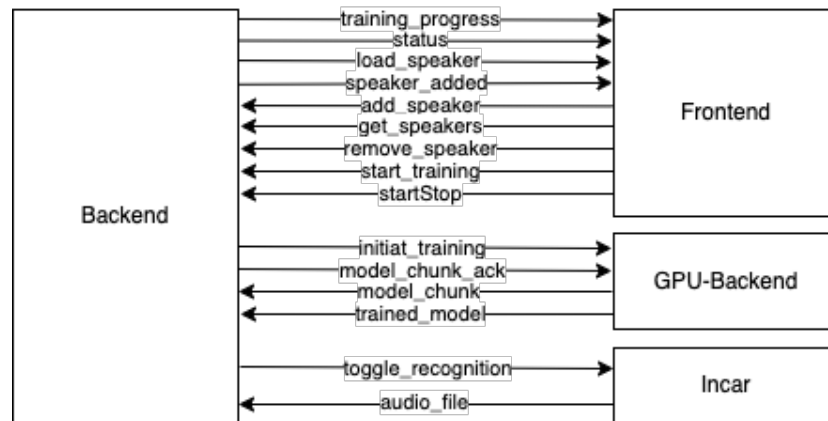 training_progress
status
load_speaker
speaker_added
add_speaker
get_speakers
remove_speaker
start_training
startStop
Frontend
Backend
initiat_training
model_chunk_ack
model_chunk
trained_model
GPU-Backend
toggle_recognition
audio_file
Incar